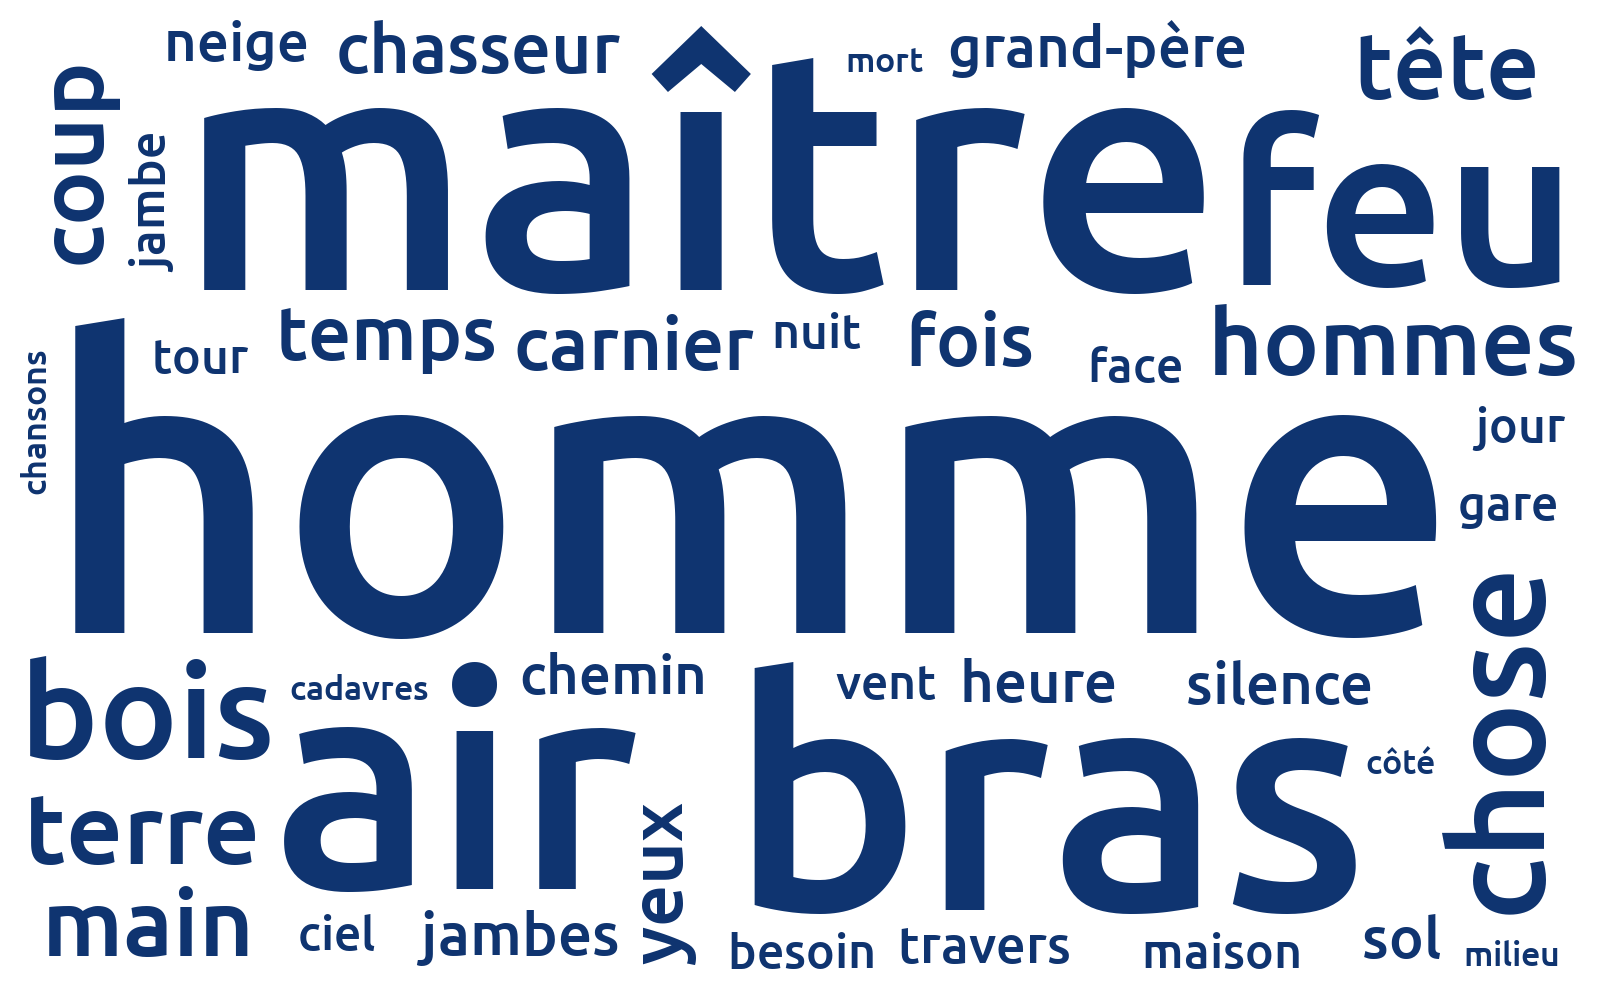 neige
chasseur
mort
grand-père
tête
coup
jambe
maître
feu
chansons
tour
temps
carnier
nuit
fois
face
hommes
homme
jour
gare
bois
cadavres
chemin
vent
heure
silence
chose
air
bras
côté
terre
yeux
main
ciel
jambes
besoin
travers
maison
sol
milieu